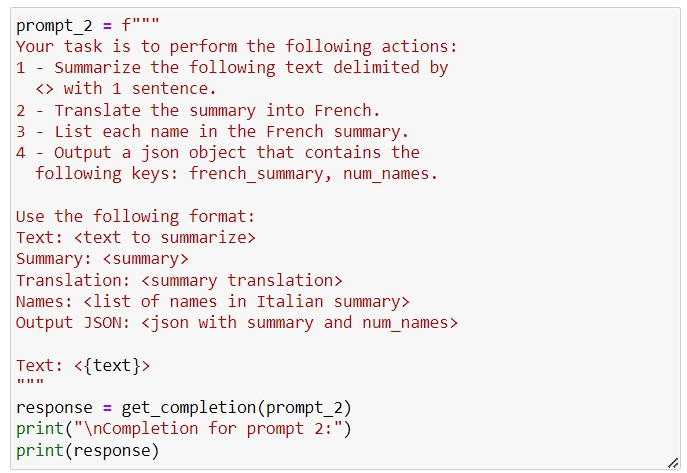 prompt_2 = f"""
Your task is to perform the following actions:
1 - Summarize the following text delimited by
  <> with 1 sentence.
2 - Translate the summary into French.
3 - List each name in the French summary.
4 - Output a json object that contains the
  following keys: french_summary, num_names.

Use the following format:
Text: <text to summarize>
Summary: <summary>
Translation: <summary translation>
Names: <list of names in Italian summary>
Output JSON: <json with summary and num_names>

Text: <{text}>
"""
response = get_completion(prompt_2)
print("\nCompletion for prompt 2:")
print(response)